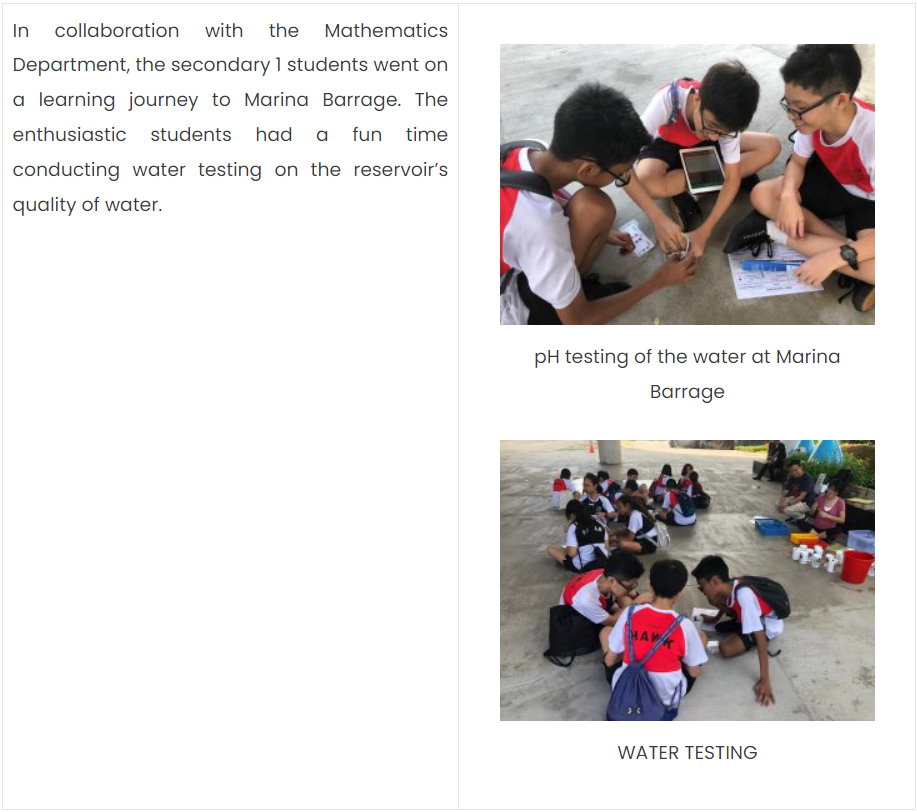 In collaboration with the Mathematics
Department, the secondary 1 students went on
a learning journey to Marina Barrage. The
enthusiastic students had a fun time
conducting water testing on the reservoir’s
quality of water.
pH testing of the water at Marina
Barrage
HAWK
WATER TESTING